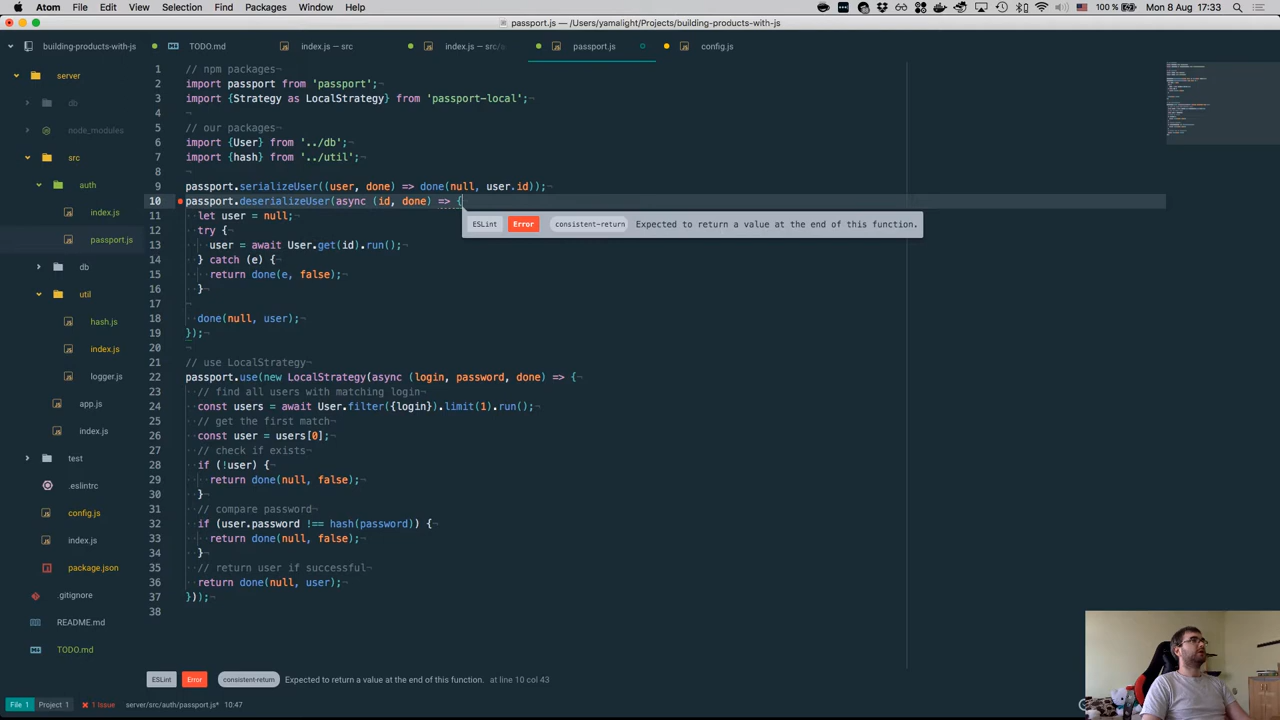 Atom File Edit View Selection Find Packages Window Help 100 % Mon 8 Aug 17:33
passport.js — /Users/yamalight/Projects/building-products-with-js
building-products-with-js TODO.md index.js — src index.js — src/a passport.js config.js
server
db
node_modules
src
auth
index.js
passport.js
db
util
hash.js
index.js
logger.js
app.js
index.js
test
.eslintrc
config.js
index.js
package.json
.gitignore
README.md
TODO.md
1 // npm packages¬
2 import passport from 'passport';¬
3 import {Strategy as LocalStrategy} from 'passport-local';¬
4 ¬
5 // our packages¬
6 import {User} from '../db';¬
7 import {hash} from '../util';¬
8 ¬
9 passport.serializeUser((user, done) => done(null, user.id));¬
10 passport.deserializeUser(async (id, done) => {
11 ··let user = null;¬
12 ··try {¬
13 ····user = await User.get(id).run();¬
14 ··} catch (e) {¬
15 ····return done(e, false);¬
16 ··}¬
17 ¬
18 ··done(null, user);¬
19 });¬
20 ¬
21 // use LocalStrategy¬
22 passport.use(new LocalStrategy(async (login, password, done) => {¬
23 ··// find all users with matching login¬
24 ··const users = await User.filter({login}).limit(1).run();¬
25 ··// get the first match¬
26 ··const user = users[0];¬
27 ··// check if exists¬
28 ··if (!user) {¬
29 ····return done(null, false);¬
30 ··}¬
31 ··// compare password¬
32 ··if (user.password !== hash(password)) {¬
33 ····return done(null, false);¬
34 ··}¬
35 ··// return user if successful¬
36 ··return done(null, user);¬
37 }));¬
38
ESLint Error consistent-return Expected to return a value at the end of this function.
ESLint Error consistent-return Expected to return a value at the end of this function. at line 10 col 43
File 1 Project 1 1 Issue server/src/auth/passport.js* 10:47